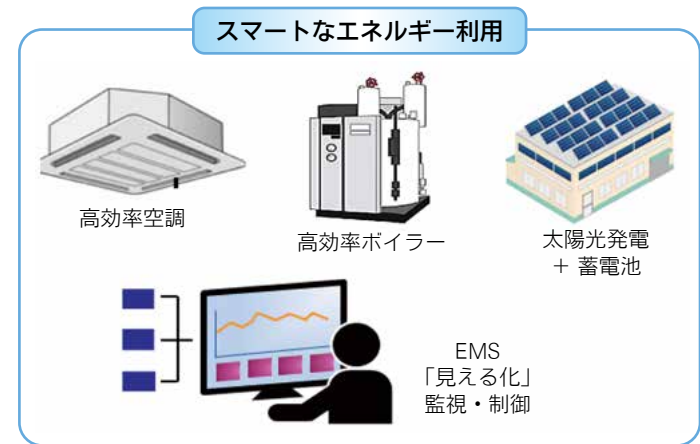 スマートなエネルギー利用
高効率空調
高効率ボイラー
太陽光発電
＋ 蓄電池
EMS
「見える化」
監視・制御